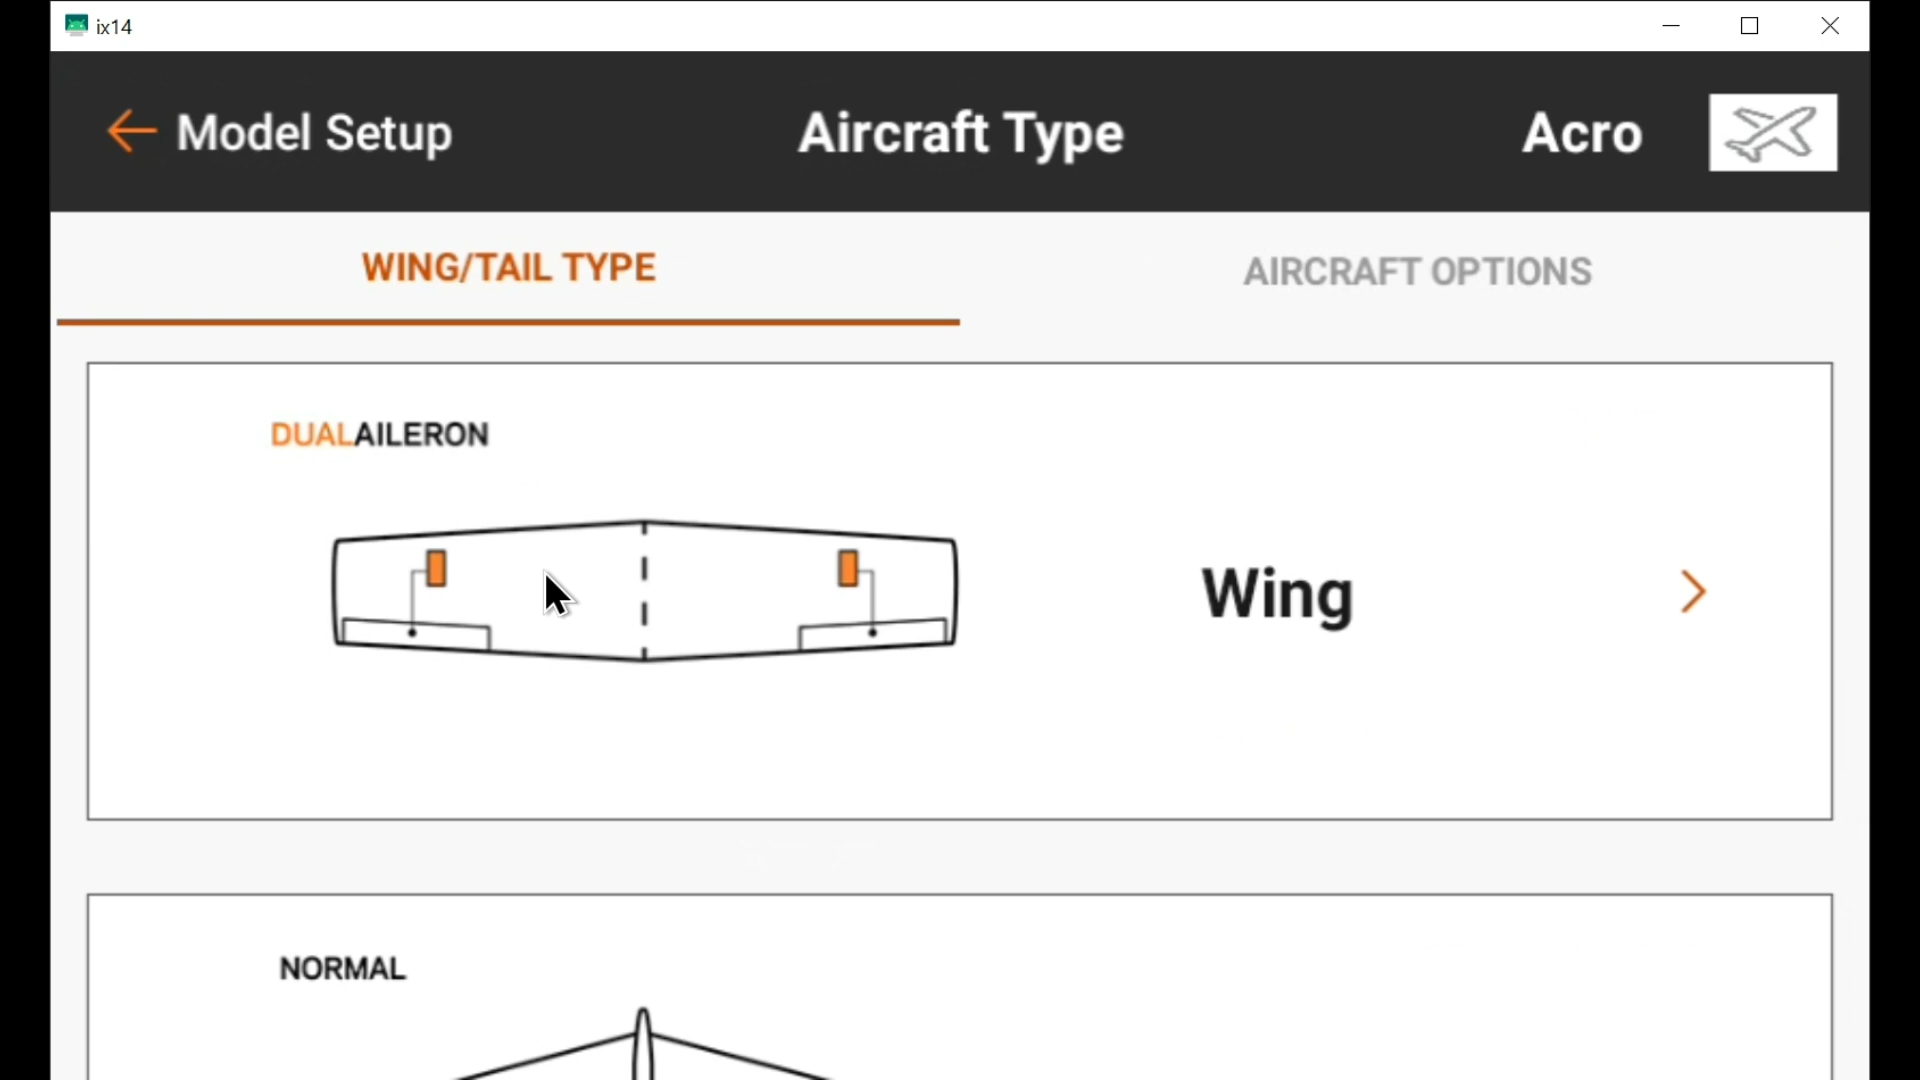 ix14
Model Setup
Aircraft Type
Acro
WING/TAIL TYPE
AIRCRAFT OPTIONS
DUALAILERON
Wing
NORMAL